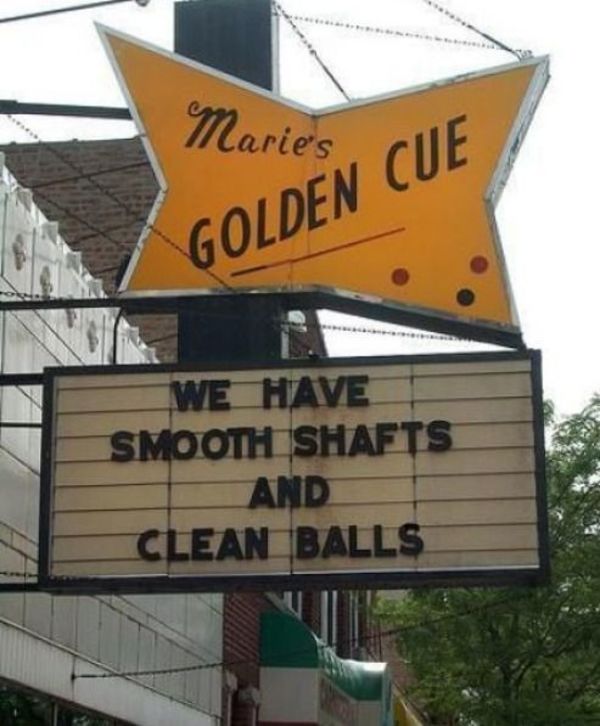 Marie's
GOLDEN CUE
WE HAVE
SMOOTH SHAFTS
AND
CLEAN BALLS